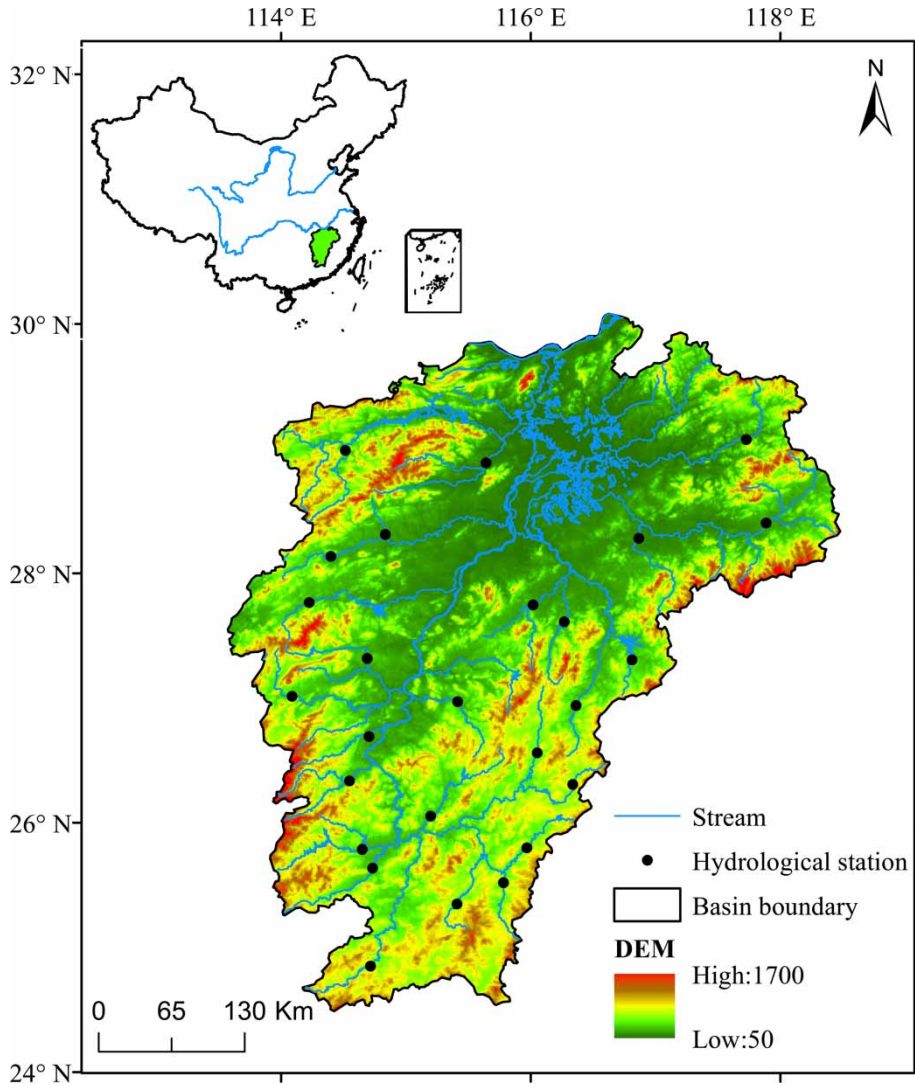 114° E 116° E 118° E
32° N
N
30° N
28° N
26° N
24° N
Stream
Hydrological station
Basin boundary
DEM
High:1700
Low:50
0 65 130 Km